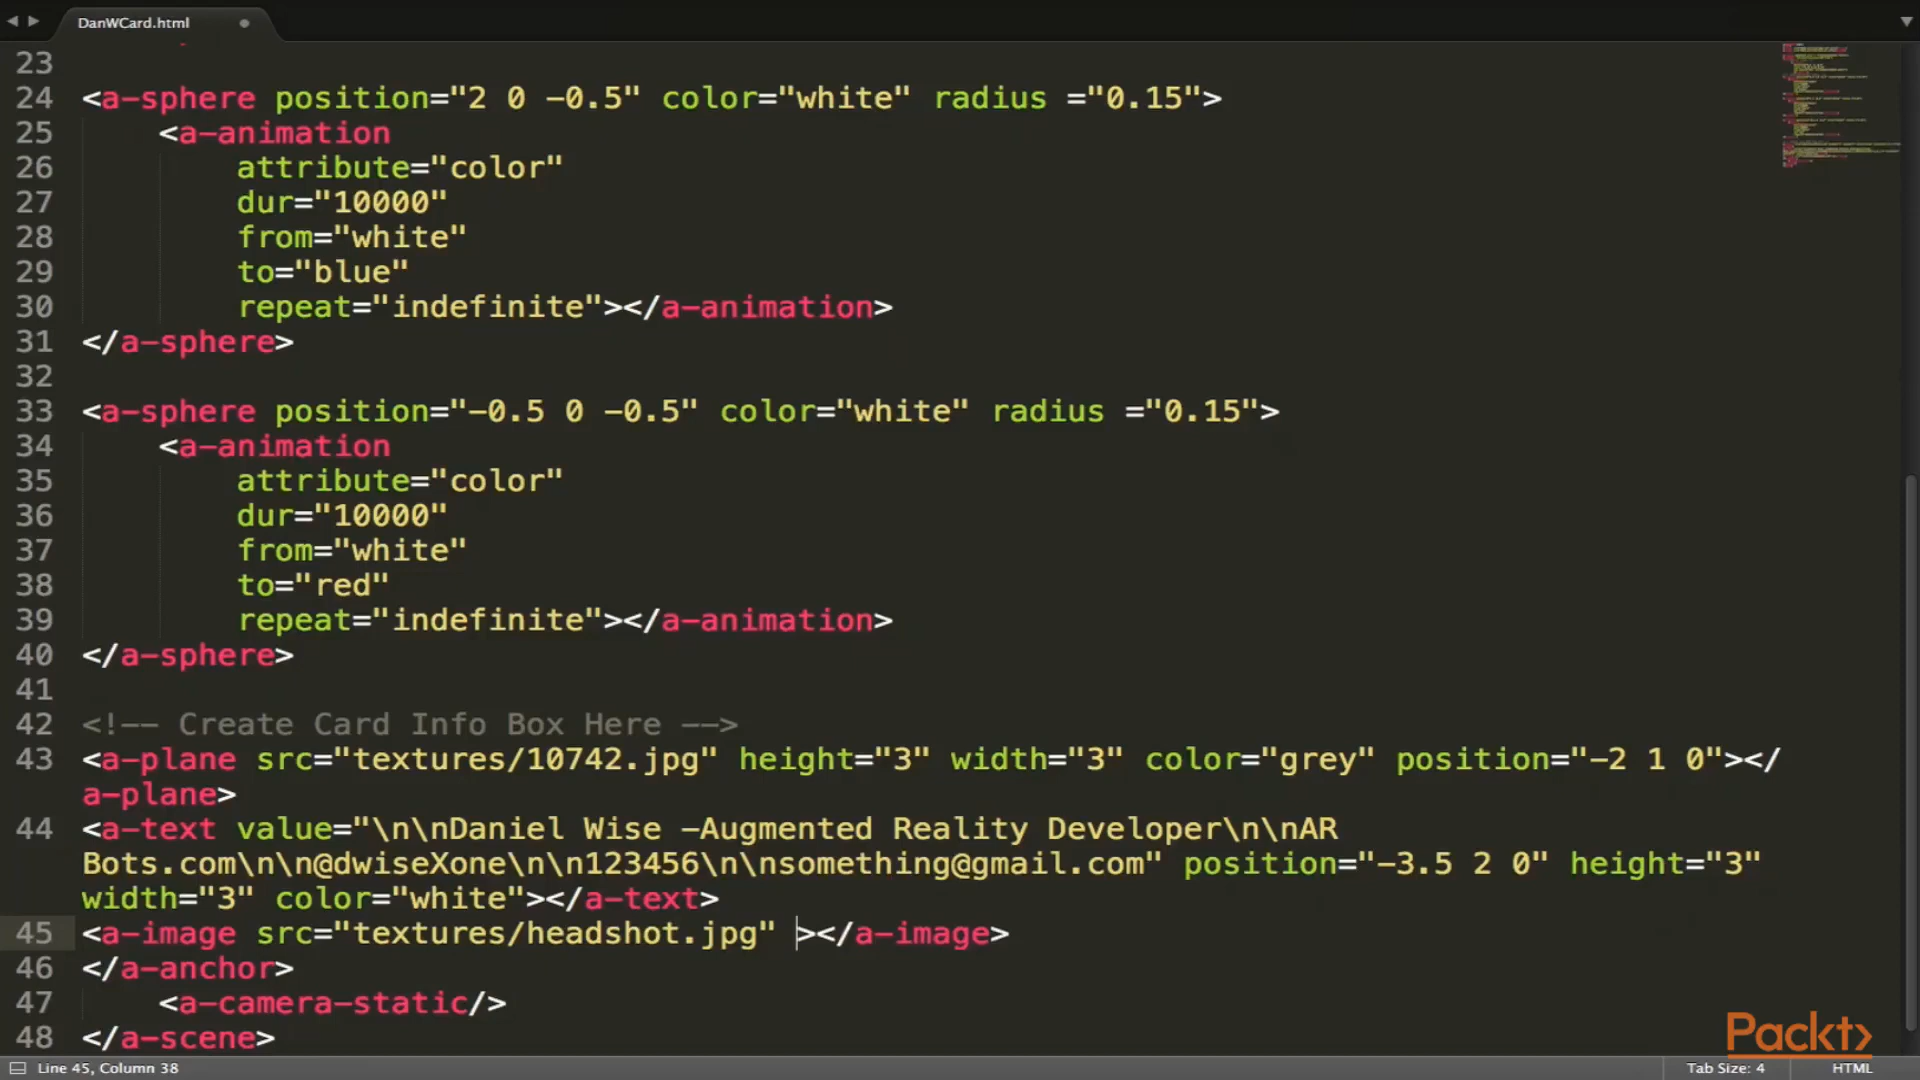 DanWCard.html
23
24 <a-sphere position="2 0 -0.5" color="white" radius ="0.15">
25 <a-animation
26 attribute="color"
27 dur="10000"
28 from="white"
29 to="blue"
30 repeat="indefinite"></a-animation>
31 </a-sphere>
32
33 <a-sphere position="-0.5 0 -0.5" color="white" radius ="0.15">
34 <a-animation
35 attribute="color"
36 dur="10000"
37 from="white"
38 to="red"
39 repeat="indefinite"></a-animation>
40 </a-sphere>
41
42 <!-- Create Card Info Box Here -->
43 <a-plane src="textures/10742.jpg" height="3" width="3" color="grey" position="-2 1 0"></
a-plane>
44 <a-text value="\n\nDaniel Wise -Augmented Reality Developer\n\nAR
Bots.com\n\n@dwiseXone\n\n123456\n\nsomething@gmail.com" position="-3.5 2 0" height="3"
width="3" color="white"></a-text>
45 <a-image src="textures/headshot.jpg" ></a-image>
46 </a-anchor>
47 <a-camera-static/>
48 </a-scene>
Packt>
Line 45, Column 38
Tab Size: 4
HTML